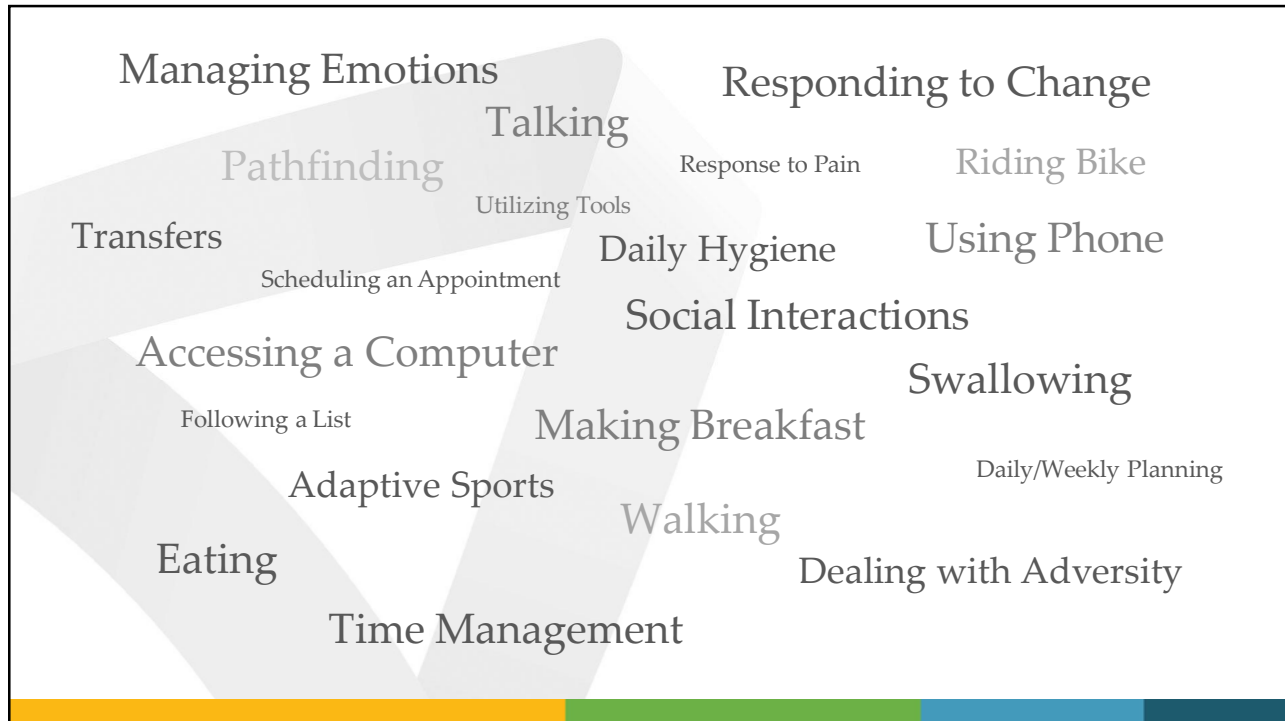 Managing Emotions
Responding to Change
Talking
Pathfinding
Response to Pain
Riding Bike
Utilizing Tools
Transfers
Daily Hygiene
Using Phone
Scheduling an Appointment
Social Interactions
Accessing a Computer
Swallowing
Following a List
Making Breakfast
Daily/Weekly Planning
Adaptive Sports
Walking
Eating
Dealing with Adversity
Time Management